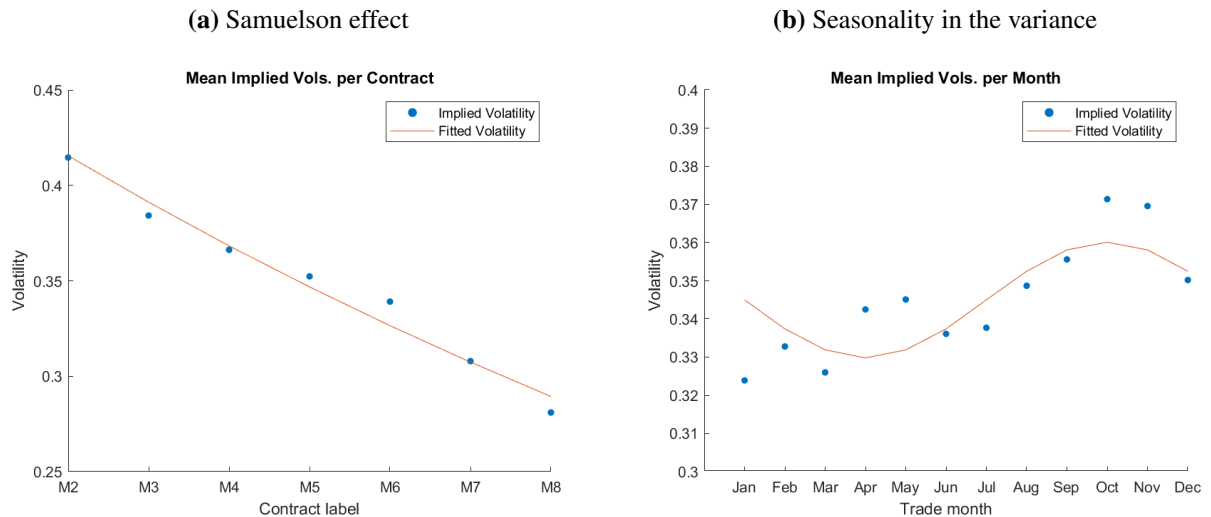 (a) Samuelson effect
Mean Implied Vols. per Contract
0.45
0.4
0.35
0.3
0.25
Volatility
Implied Volatility
Fitted Volatility
M2 M3 M4 M5 M6 M7 M8
Contract label
(b) Seasonality in the variance
Mean Implied Vols. per Month
0.4
0.39
0.38
0.37
0.36
0.35
0.34
0.33
0.32
0.31
0.3
Volatility
Implied Volatility
Fitted Volatility
Jan Feb Mar Apr May Jun Jul Aug Sep Oct Nov Dec
Trade month